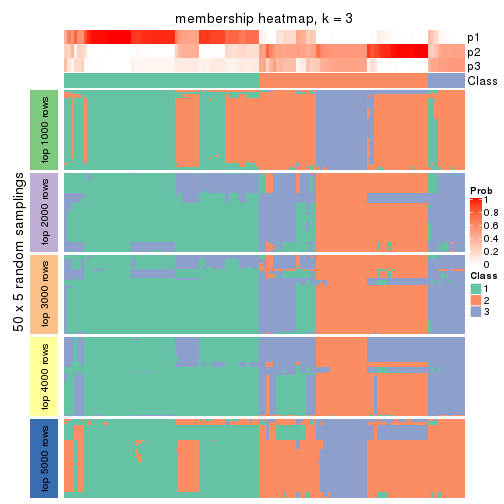 membership heatmap, k = 3
p1
p2
p3
Class
50 x 5 random samplings
top 1000 rows
top 2000 rows
top 3000 rows
top 4000 rows
top 5000 rows
Prob
1
0.8
0.6
0.4
0.2
0
Class
1
2
3